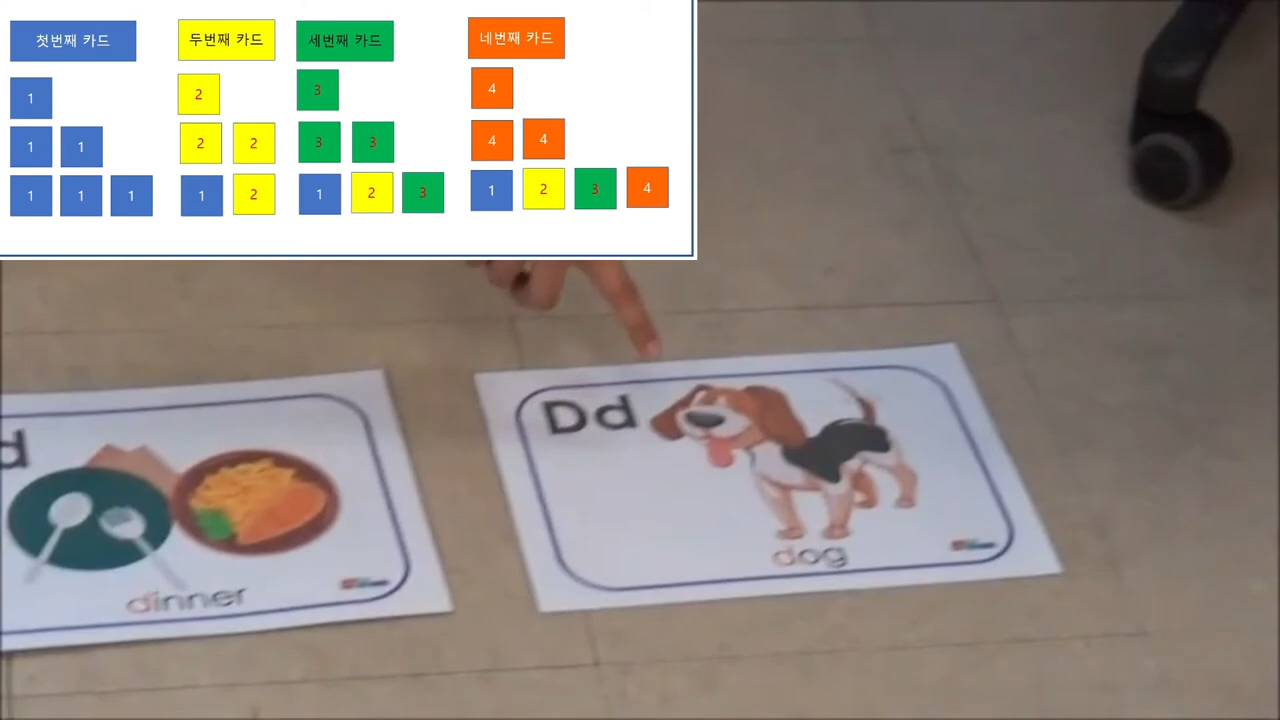 첫번째 카드 두번째 카드 세번째 카드 네번째 카드
1 2 3 4
1 1 2 2 3 3 4 4
1 1 1 1 2 1 2 3 1 2 3 4
d
Dd
dinner
dog